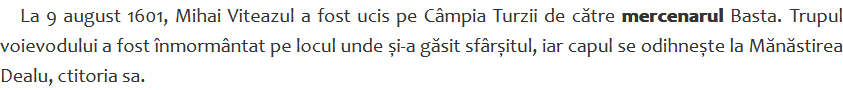 La 9 august 1601, Mihai Viteazul a fost ucis pe Câmpia Turzii de către mercenarul Basta. Trupul
voievodului a fost înmormântat pe locul unde și-a găsit sfârșitul, iar capul se odihnește la Mănăstirea
Dealu, ctitoria sa.